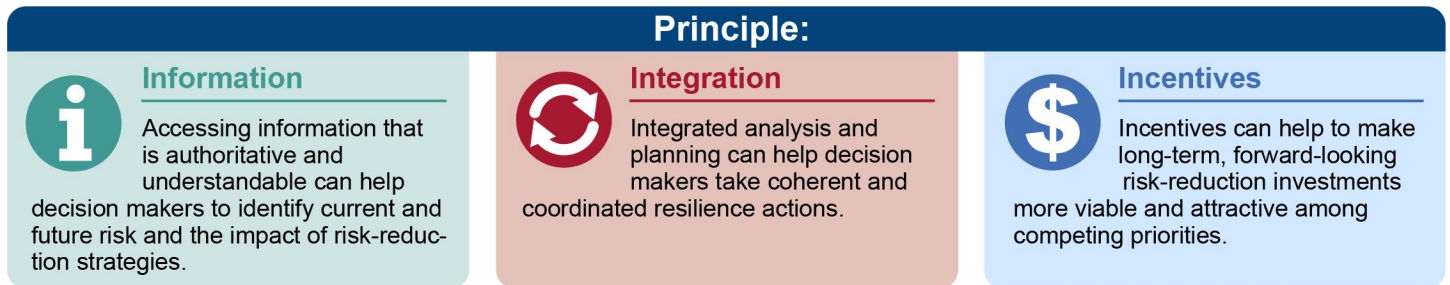 Principle:
Information
Accessing information that
is authoritative and
understandable can help
decision makers to identify current and
future risk and the impact of risk-reduc-
tion strategies.
Integration
Integrated analysis and
planning can help decision
makers take coherent and
coordinated resilience actions.
$
Incentives
Incentives can help to make
long-term, forward-looking
risk-reduction investments
more viable and attractive among
competing priorities.